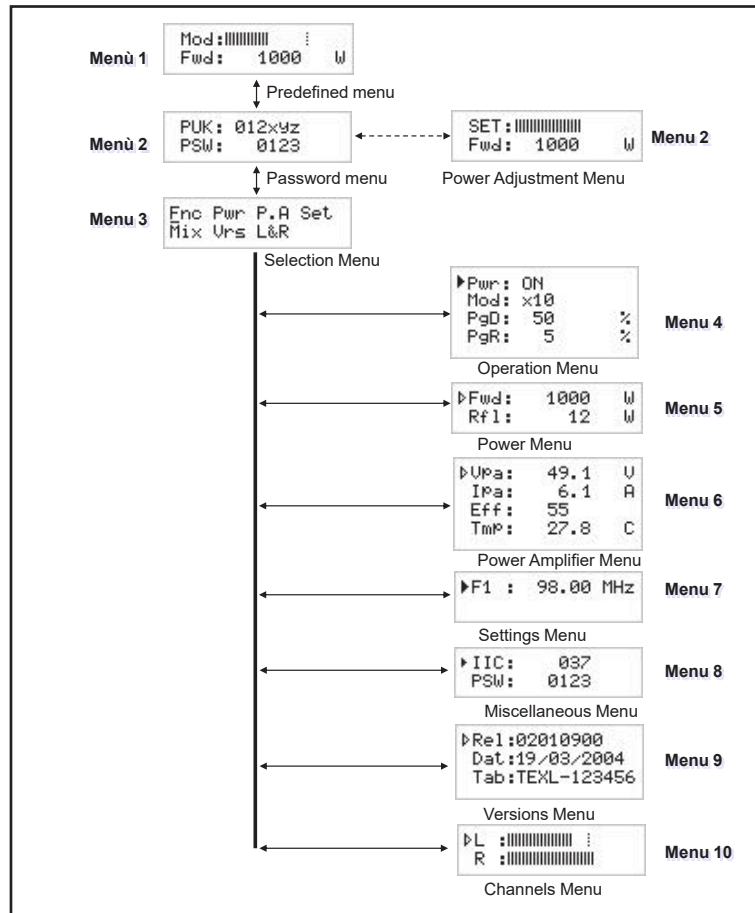 Menù 1
Mod:
Fwd: 1000 W
Predefined menu
Menù 2
PUK: 012xyz
PSW: 0123
SET:
Fwd: 1000 W
Menu 2
Password menu
Power Adjustment Menu
Menu 3
Fnc Pwr P.A Set
Mix Vrs L&R
Selection Menu
Pwr: ON
Mod: x10
PgD: 50 %
PgR: 5 %
Menu 4
Operation Menu
Fwd: 1000 W
Rfl: 12 W
Menu 5
Power Menu
Vpa: 49.1 V
Ipa: 6.1 A
Eff: 55
Tmp: 27.8 C
Menu 6
Power Amplifier Menu
F1 : 98.00 MHz
Menu 7
Settings Menu
IIC: 037
PSW: 0123
Menu 8
Miscellaneous Menu
Rel:02010900
Dat:19/03/2004
Tab:TEXL-123456
Menu 9
Versions Menu
L :
R :
Menu 10
Channels Menu